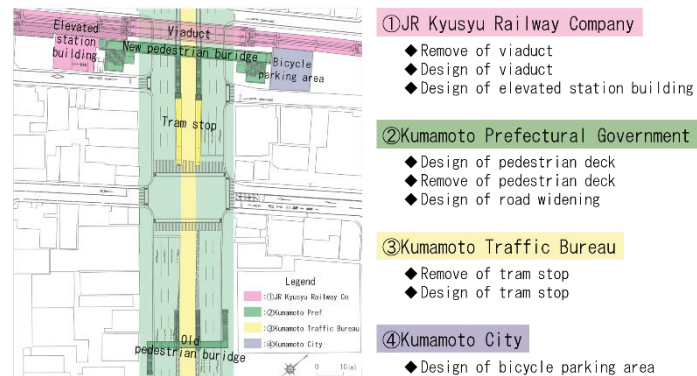 Elevated
station
building
Viaduct
New pedestrian buridge
Bicycle
parking area
Tram stop
Old
pedestrian buridge
Legend
:①JR Kyusyu Railway Co.
:②Kumamoto Pref.
:③Kumamoto Traffic Bureau
:④Kumamoto City
0 10(m)
①JR Kyusyu Railway Company
◆Remove of viaduct
◆Design of viaduct
◆Design of elevated station building
②Kumamoto Prefectural Government
◆Design of pedestrian deck
◆Remove of pedestrian deck
◆Design of road widening
③Kumamoto Traffic Bureau
◆Remove of tram stop
◆Design of tram stop
④Kumamoto City
◆Design of bicycle parking area